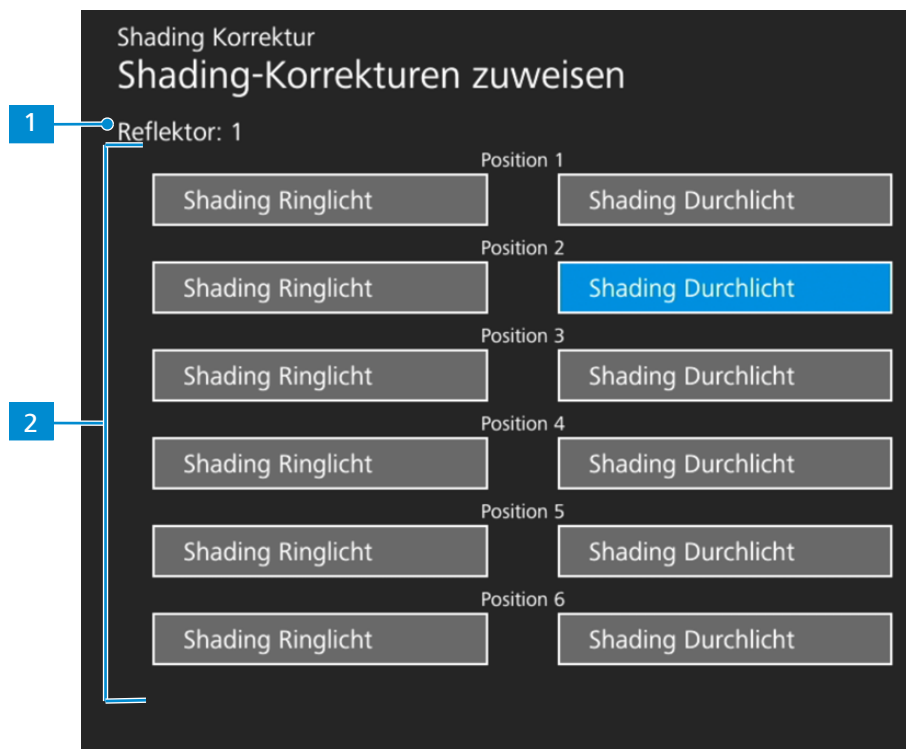 Shading Korrektur
Shading-Korrekturen zuweisen
1
Reflektor: 1
Position 1
Shading Ringlicht
Shading Durchlicht
Position 2
Shading Ringlicht
Shading Durchlicht
Position 3
Shading Ringlicht
Shading Durchlicht
2
Position 4
Shading Ringlicht
Shading Durchlicht
Position 5
Shading Ringlicht
Shading Durchlicht
Position 6
Shading Ringlicht
Shading Durchlicht